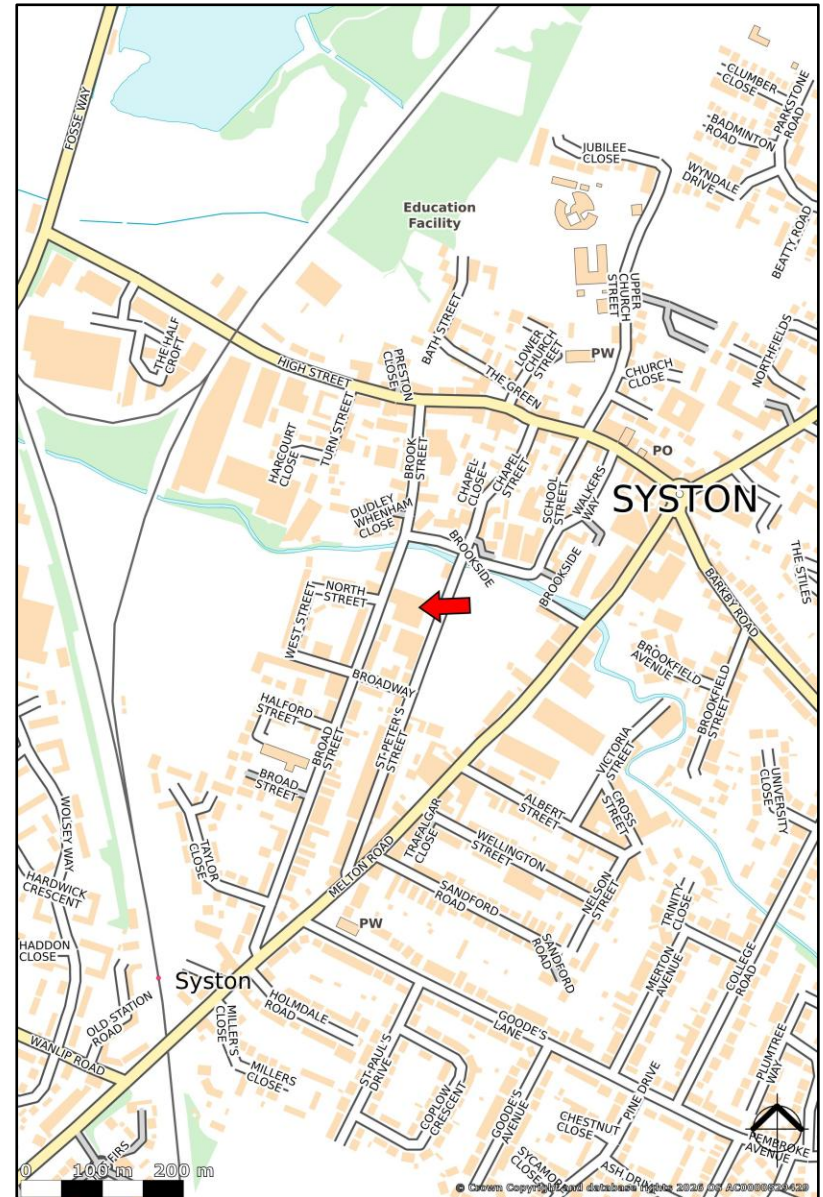 CLUMBER
CLOSE
PARKSTONE
ROAD
BADMINTON
ROAD
FOSSE WAY
JUBILEE
CLOSE
WYNDALE
DRIVE
BEATTY ROAD
Education
Facility
UPPER
CHURCH
STREET
BATH STREET
LOWER
CHURCH
STREET
NORTHFIELDS
THE HALF
CROFT
HIGH STREET
PRESTON
CLOSE
THE GREEN
PW
CHURCH
CLOSE
TURN STREET
HARCOURT
CLOSE
BROOK
STREET
CHAPEL
CLOSE
CHAPEL
STREET
SCHOOL
STREET
WALKERS
WAY
PO
SYSTON
DUDLEY
WHENHAM
CLOSE
BROOKSIDE
BROOKSIDE
THE STILES
BARKBY ROAD
NORTH
STREET
WEST STREET
BROADWAY
BROOKFIELD
AVENUE
BROOKFIELD
STREET
HALFORD
STREET
BROAD
STREET
ST-PETER'S
STREET
VICTORIA
STREET
BROAD
STREET
ALBERT
STREET
CROSS
STREET
UNIVERSITY
CLOSE
WOLSEY WAY
TAYLOR
CLOSE
TRAFALGAR
CLOSE
WELLINGTON
STREET
MELTON ROAD
HARDWICK
CRESCENT
SANDFORD
ROAD
NELSON
STREET
TRINITY
CLOSE
PW
SANDFORD
ROAD
MERTON
AVENUE
COLLEGE
ROAD
HADDON
CLOSE
Syston
OLD STATION
ROAD
MILLER'S
CLOSE
HOLMDALE
ROAD
GOODE'S
LANE
WANLIP ROAD
MILLERS
CLOSE
ST-PAUL'S
DRIVE
COPLOW
CRESCENT
GOODE'S
AVENUE
PINE DRIVE
PLUMTREE
WAY
CHESTNUT
CLOSE
PEMBROKE
AVENUE
SYCAMORE
CLOSE
ASH DRIVE
FIRS
0 100 m 200 m
© Crown Copyright and database rights 2026 OS AC0000829429